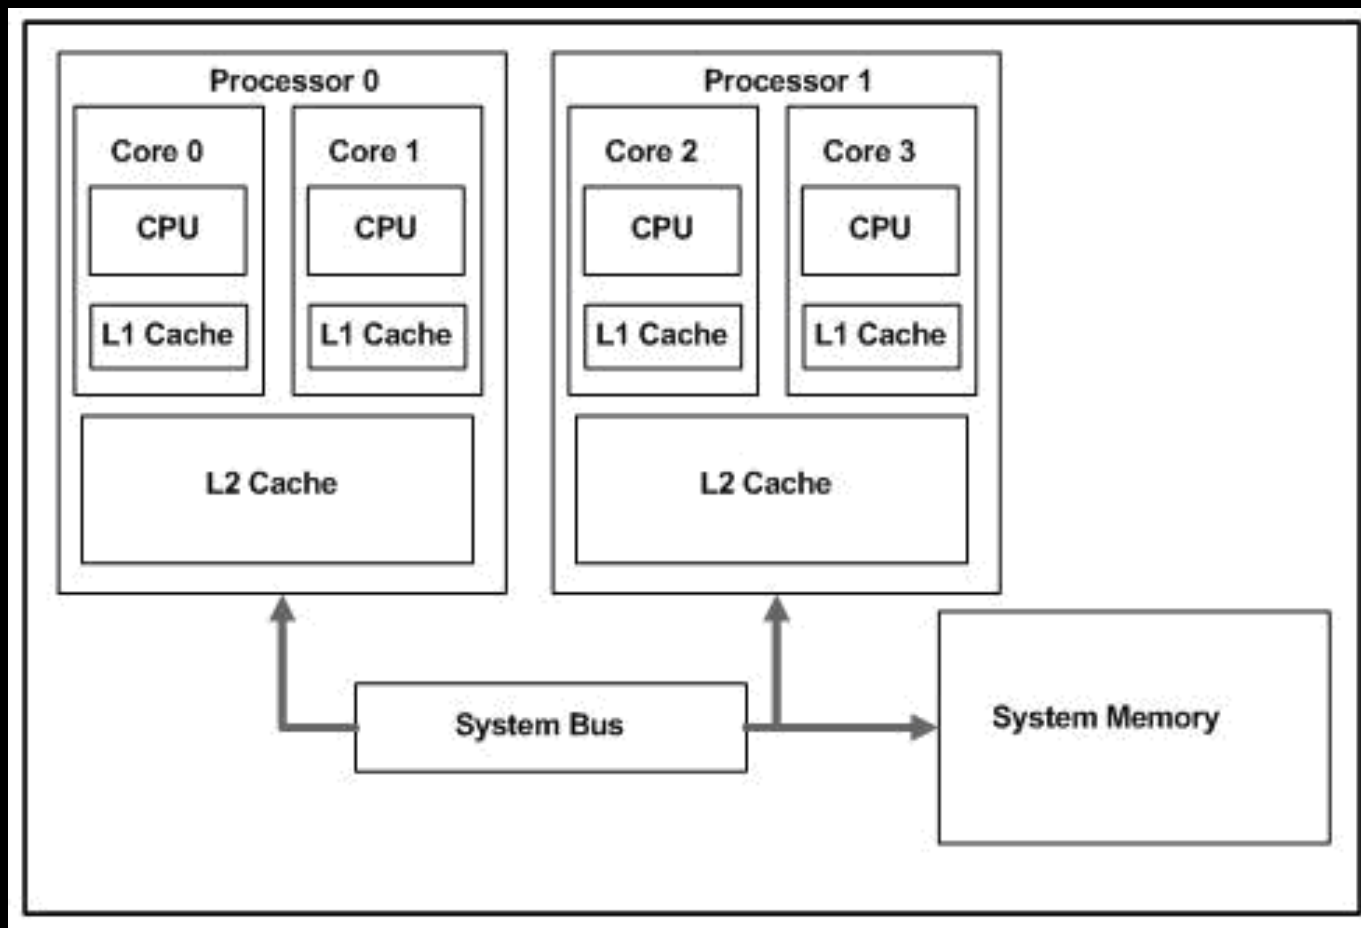 Processor 0
Processor 1
Core 0
Core 1
Core 2
Core 3
CPU
CPU
CPU
CPU
L1 Cache
L1 Cache
L1 Cache
L1 Cache
L2 Cache
L2 Cache
System Bus
System Memory